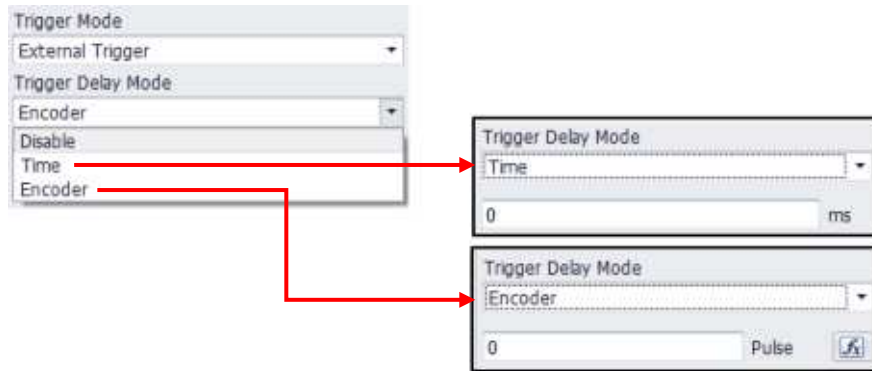 Trigger Mode
External Trigger
Trigger Delay Mode
Encoder
Disable
Time
Encoder
Trigger Delay Mode
Time
0 ms
Trigger Delay Mode
Encoder
0 Pulse fx